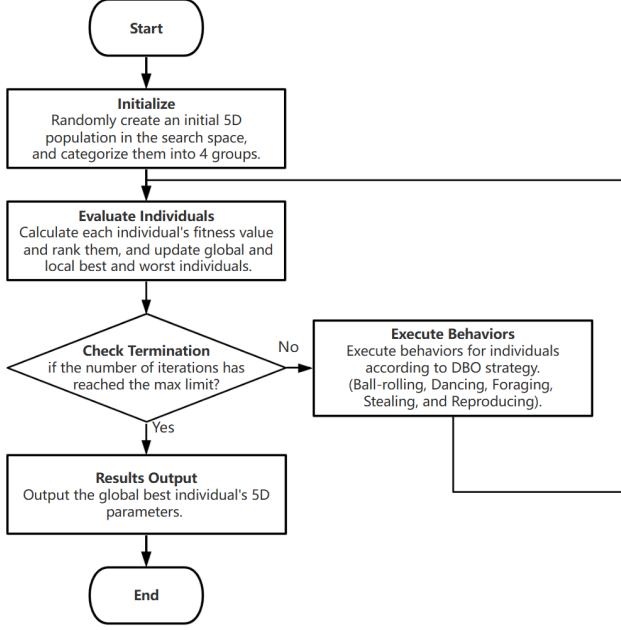 Start
Initialize
Randomly create an initial 5D
population in the search space,
and categorize them into 4 groups.
Evaluate Individuals
Calculate each individual's fitness value
and rank them, and update global and
local best and worst individuals.
Check Termination
if the number of iterations has
reached the max limit?
No
Execute Behaviors
Execute behaviors for individuals
according to DBO strategy.
(Ball-rolling, Dancing, Foraging,
Stealing, and Reproducing).
Yes
Results Output
Output the global best individual's 5D
parameters.
End